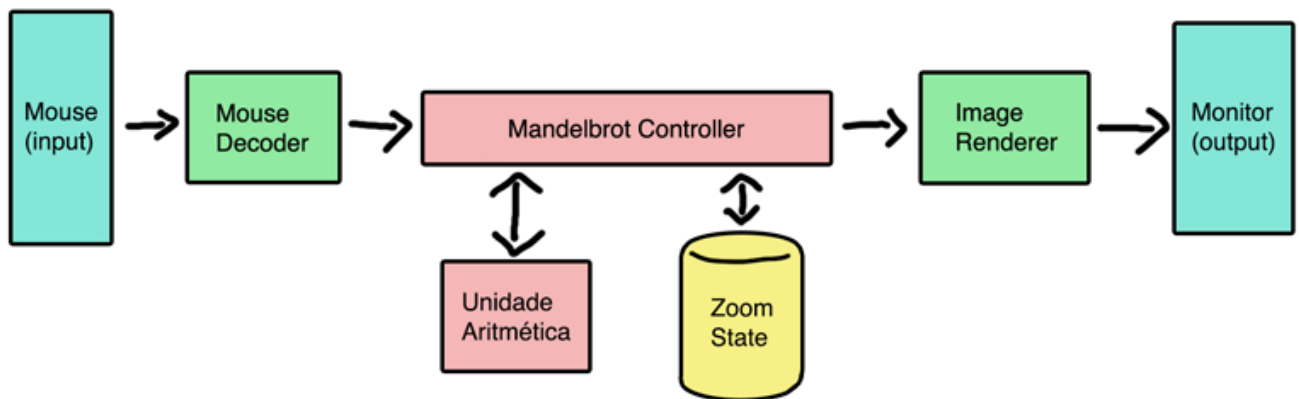 Mouse
(input)
Mouse
Decoder
Mandelbrot Controller
Image
Renderer
Monitor
(output)
Unidade
Aritmética
Zoom
State